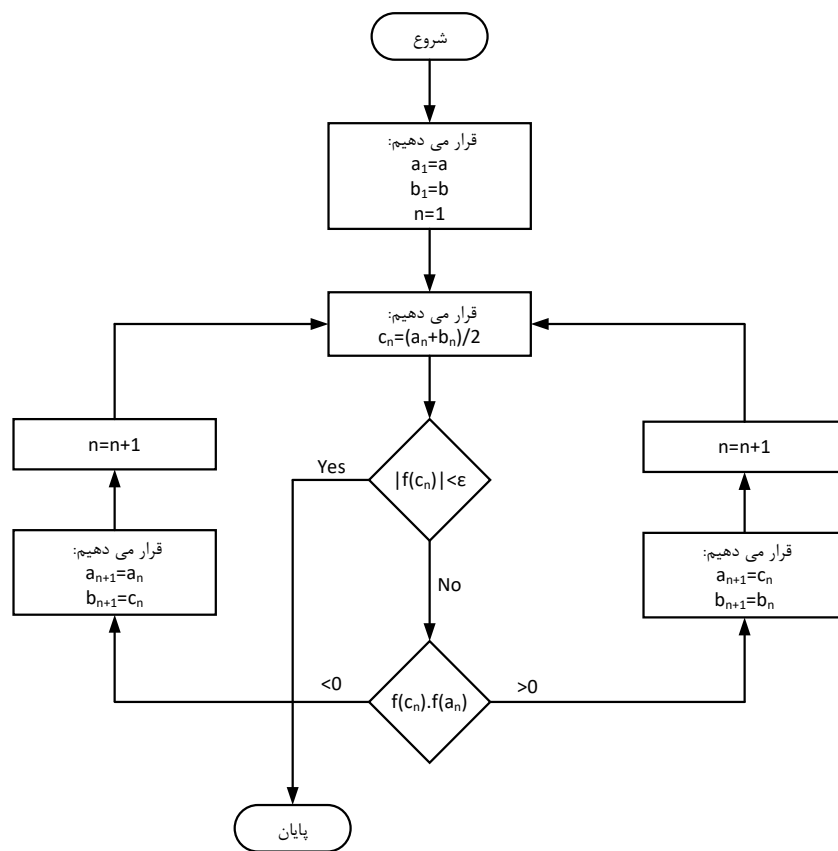 شروع
قرار می دهیم:
a₁=a
b₁=b
n=1
قرار می دهیم:
cₙ=(aₙ+bₙ)/2
n=n+1
n=n+1
Yes
|f(cₙ)|<ε
قرار می دهیم:
aₙ₊₁=aₙ
bₙ₊₁=cₙ
قرار می دهیم:
aₙ₊₁=cₙ
bₙ₊₁=bₙ
No
<0
f(cₙ).f(aₙ)
>0
پایان